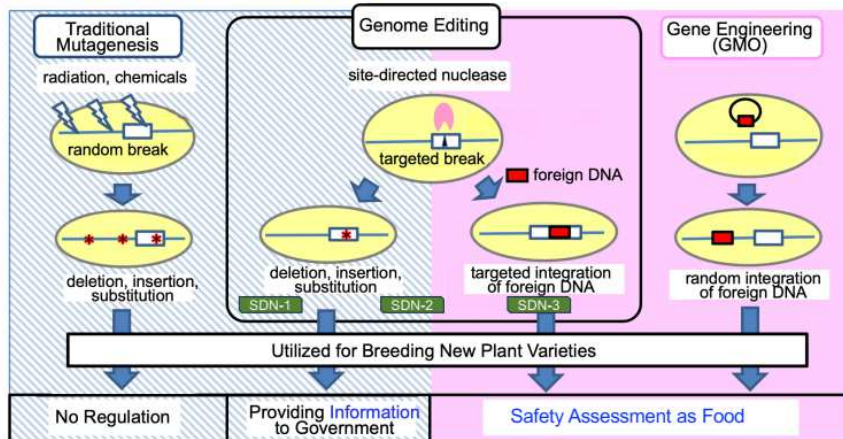 Traditional
Mutagenesis
Genome Editing
Gene Engineering
(GMO)
radiation, chemicals
site-directed nuclease
random break
targeted break
foreign DNA
deletion, insertion,
substitution
deletion, insertion,
substitution
targeted integration
of foreign DNA
random integration
of foreign DNA
SDN-1
SDN-2
SDN-3
Utilized for Breeding New Plant Varieties
No Regulation
Providing Information
to Government
Safety Assessment as Food